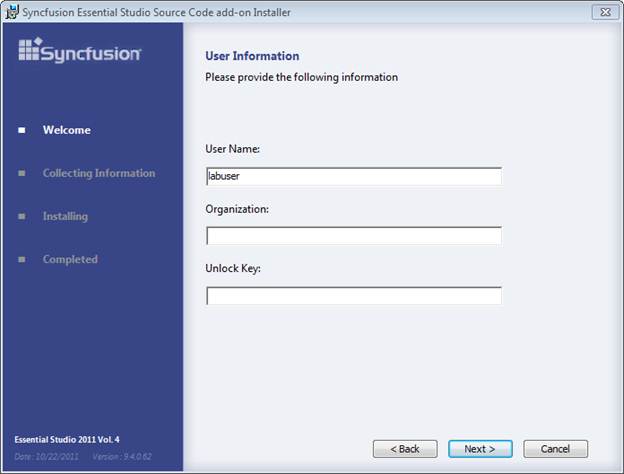 Syncfusion Essential Studio Source Code add-on Installer
Syncfusion
User Information
Please provide the following information
Welcome
User Name:
labuser
Collecting Information
Organization:
Installing
Completed
Unlock Key:
Essential Studio 2011 Vol. 4
Date: 10/22/2011 Version: 9.4.0.62
< Back Next > Cancel